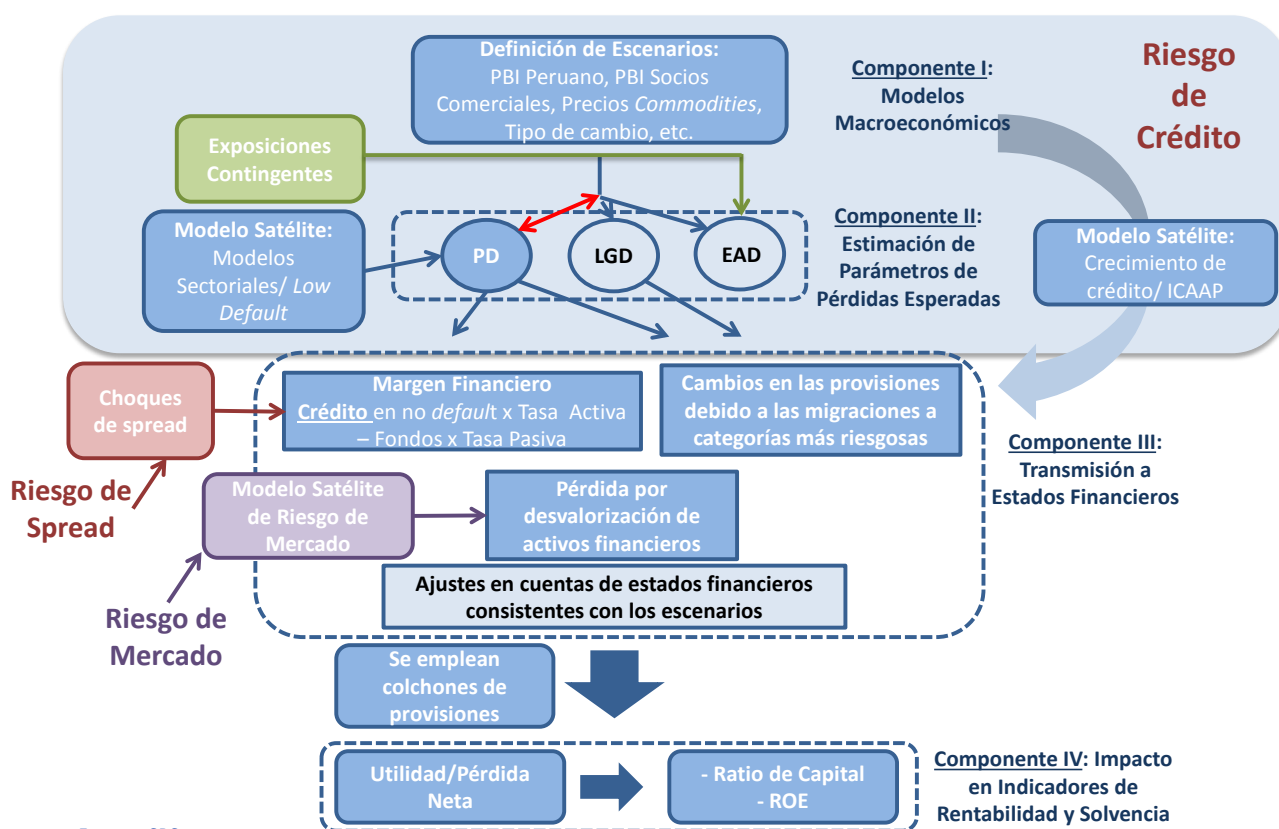 Definición de Escenarios:
PBI Peruano, PBI Socios
Comerciales, Precios Commodities,
Tipo de cambio, etc.
Componente I:
Modelos
Macroeconómicos
Riesgo
de
Crédito
Exposiciones
Contingentes
Modelo Satélite:
Modelos
Sectoriales/ Low
Default
PD
LGD
EAD
Componente II:
Estimación de
Parámetros de
Pérdidas Esperadas
Modelo Satélite:
Crecimiento de
crédito/ ICAAP
Choques
de spread
Margen Financiero
Crédito en no default x Tasa Activa
– Fondos x Tasa Pasiva
Cambios en las provisiones
debido a las migraciones a
categorías más riesgosas
Componente III:
Transmisión a
Estados Financieros
Riesgo de
Spread
Modelo Satélite
de Riesgo de
Mercado
Pérdida por
desvalorización de
activos financieros
Ajustes en cuentas de estados financieros
consistentes con los escenarios
Riesgo de
Mercado
Se emplean
colchones de
provisiones
Utilidad/Pérdida
Neta
- Ratio de Capital
- ROE
Componente IV: Impacto
en Indicadores de
Rentabilidad y Solvencia